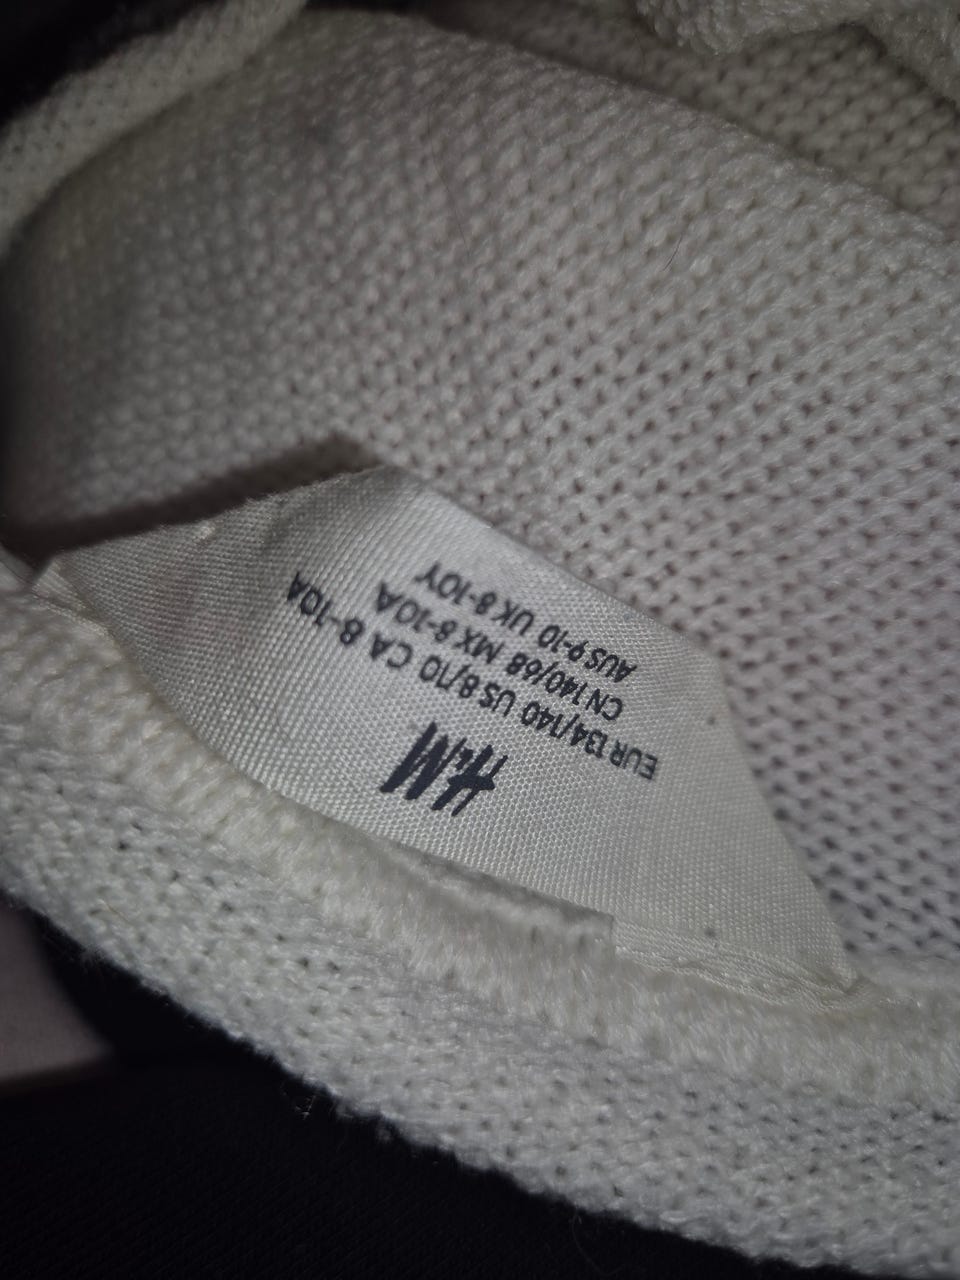 H&M
EUR 134/140 US 8/10 CA 8-10A
CN 140/68 MX 8-10A
AUS 9-10 UK 8-10Y